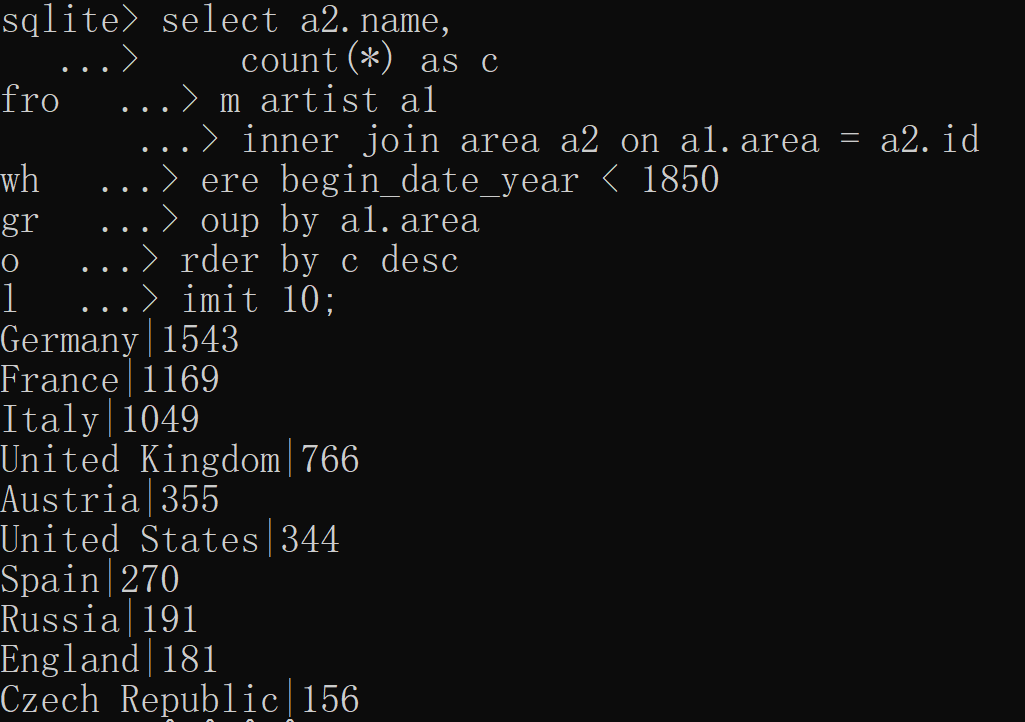 sqlite> select a2.name,
   ...>     count(*) as c
fro   ...> m artist a1
       ...> inner join area a2 on a1.area = a2.id
wh   ...> ere begin_date_year < 1850
gr   ...> oup by a1.area
o   ...> rder by c desc
l   ...> imit 10;
Germany|1543
France|1169
Italy|1049
United Kingdom|766
Austria|355
United States|344
Spain|270
Russia|191
England|181
Czech Republic|156